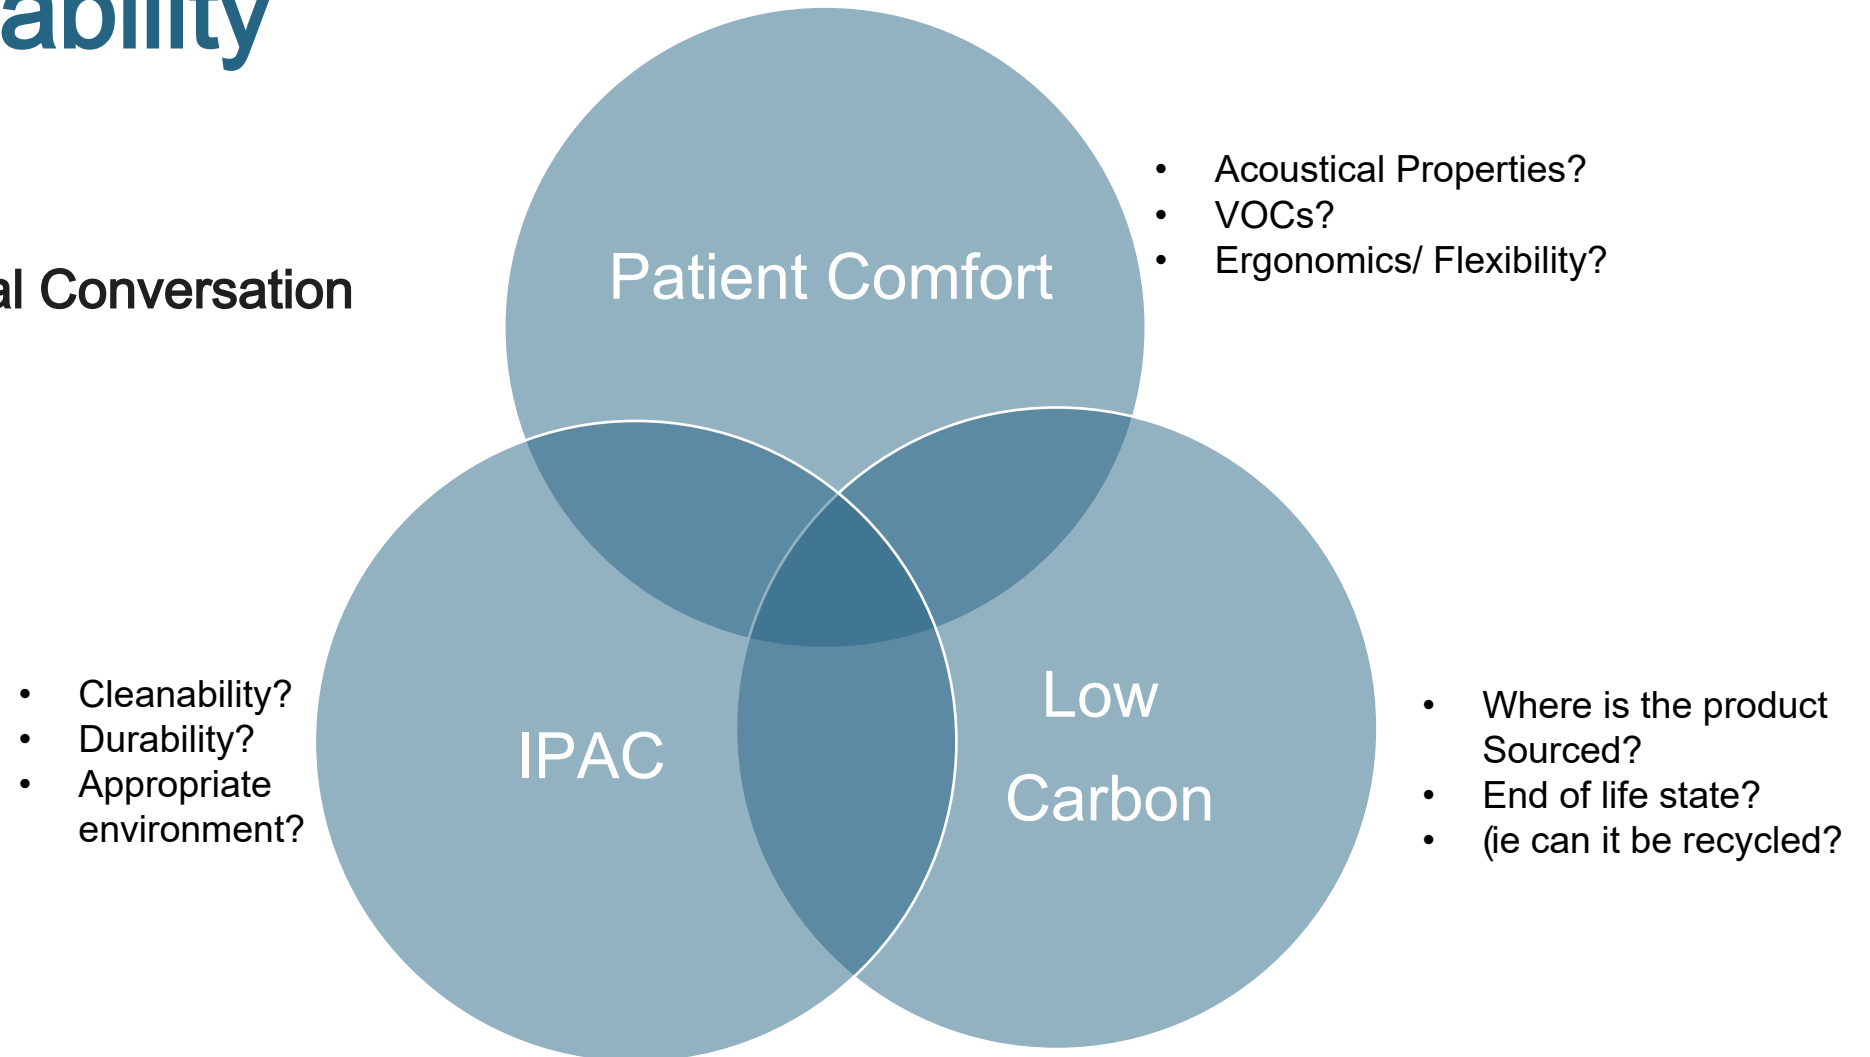 ability
al Conversation
Patient Comfort
• Acoustical Properties?
• VOCs?
• Ergonomics/ Flexibility?
• Cleanability?
• Durability?
• Appropriate
environment?
IPAC
Low
Carbon
• Where is the product
Sourced?
• End of life state?
• (ie can it be recycled?